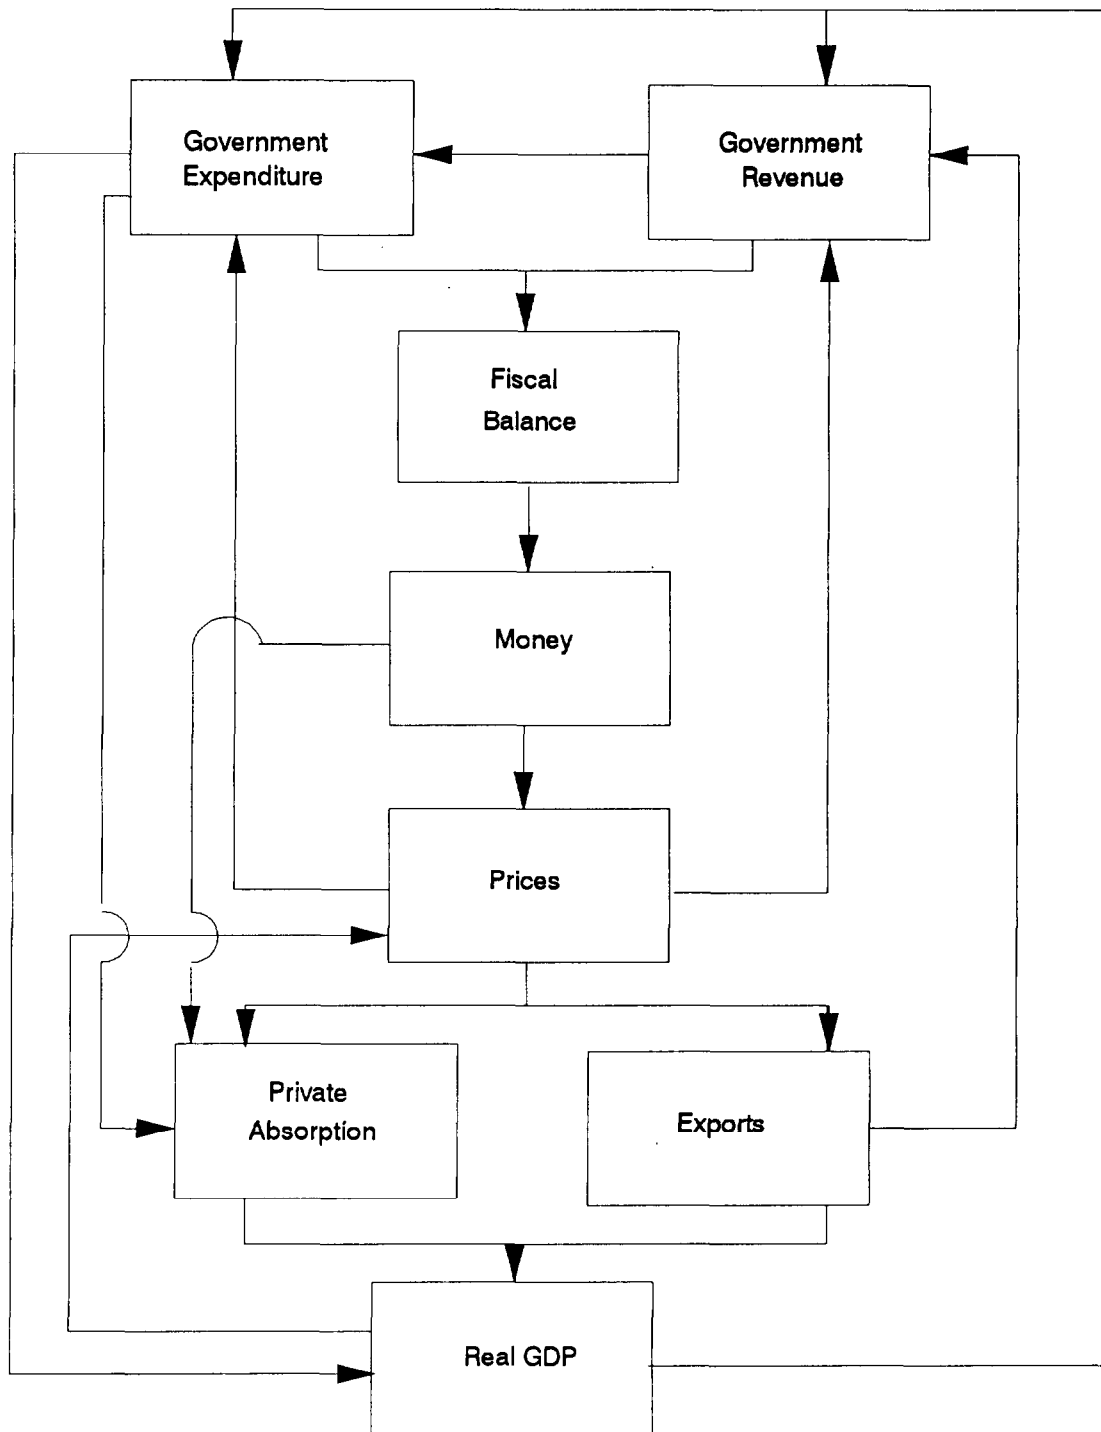 Government
Expenditure
Government
Revenue
Fiscal
Balance
Money
Prices
Private
Absorption
Exports
Real GDP